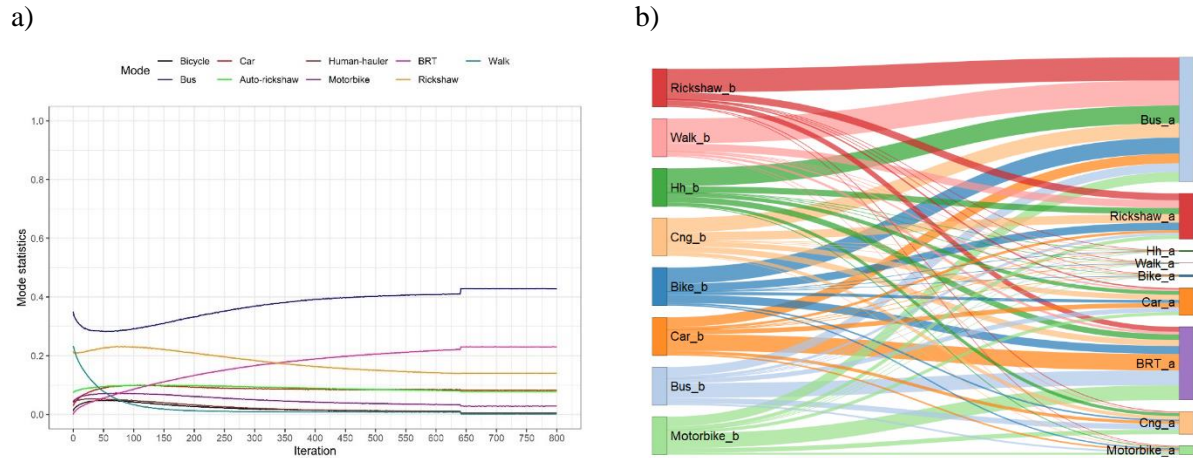 a)
b)
Mode
Bicycle Car Human-hauler BRT Walk
Bus Auto-rickshaw Motorbike Rickshaw
1.0
0.8
0.6
0.4
0.2
0.0
Mode statistics
0 50 100 150 200 250 300 350 400 450 500 550 600 650 700 750 800
Iteration
Rickshaw_b
Walk_b
Hh_b
Cng_b
Bike_b
Car_b
Bus_b
Motorbike_b
Bus_a
Rickshaw_a
Hh_a
Walk_a
Bike_a
Car_a
BRT_a
Cng_a
Motorbike_a